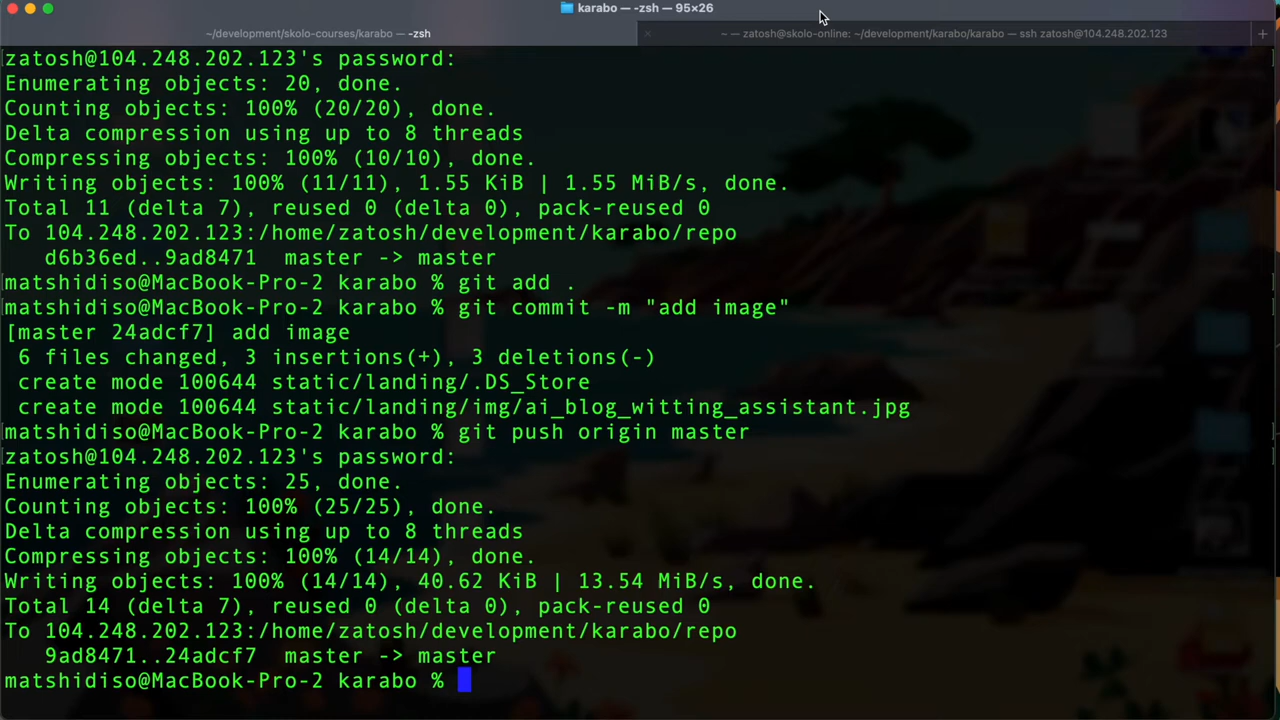 karabo — -zsh — 95×26
~/development/skolo-courses/karabo — -zsh
~ — zatosh@skolo-online: ~/development/karabo/karabo — ssh zatosh@104.248.202.123
zatosh@104.248.202.123's password:
Enumerating objects: 20, done.
Counting objects: 100% (20/20), done.
Delta compression using up to 8 threads
Compressing objects: 100% (10/10), done.
Writing objects: 100% (11/11), 1.55 KiB | 1.55 MiB/s, done.
Total 11 (delta 7), reused 0 (delta 0), pack-reused 0
To 104.248.202.123:/home/zatosh/development/karabo/repo
d6b36ed..9ad8471  master -> master
matshidiso@MacBook-Pro-2 karabo % git add .
matshidiso@MacBook-Pro-2 karabo % git commit -m "add image"
[master 24adcf7] add image
6 files changed, 3 insertions(+), 3 deletions(-)
create mode 100644 static/landing/.DS_Store
create mode 100644 static/landing/img/ai_blog_witting_assistant.jpg
matshidiso@MacBook-Pro-2 karabo % git push origin master
zatosh@104.248.202.123's password:
Enumerating objects: 25, done.
Counting objects: 100% (25/25), done.
Delta compression using up to 8 threads
Compressing objects: 100% (14/14), done.
Writing objects: 100% (14/14), 40.62 KiB | 13.54 MiB/s, done.
Total 14 (delta 7), reused 0 (delta 0), pack-reused 0
To 104.248.202.123:/home/zatosh/development/karabo/repo
9ad8471..24adcf7  master -> master
matshidiso@MacBook-Pro-2 karabo %